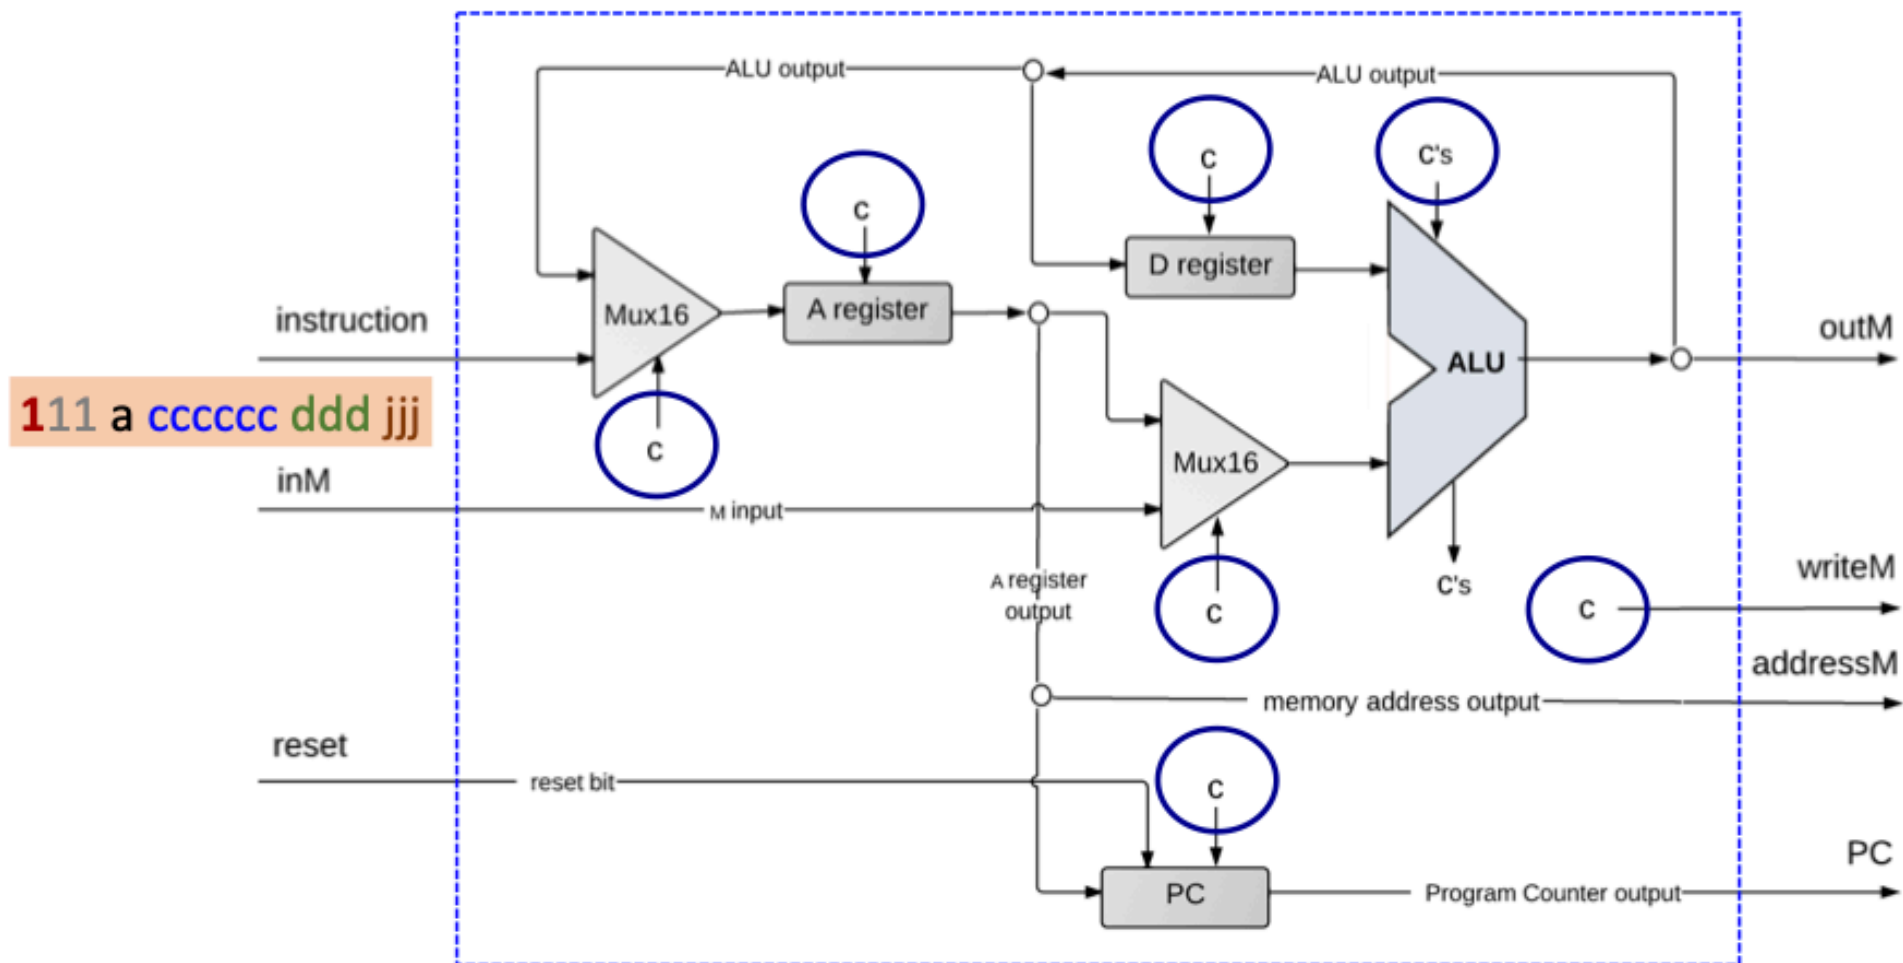 ALU output
ALU output
c
c's
c
D register
instruction
Mux16
A register
outM
ALU
111 a cccccc ddd jjj
c
Mux16
inM
M input
A register
output
c
C's
c
writeM
addressM
memory address output
reset
reset bit
c
PC
PC
Program Counter output